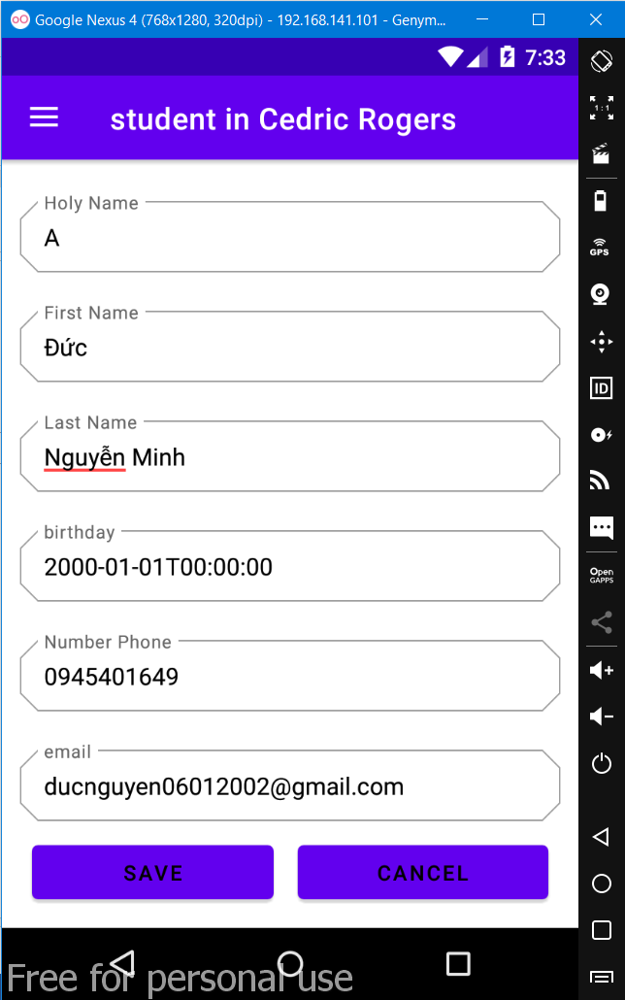 Google Nexus 4 (768x1280, 320dpi) - 192.168.141.101 - Genym...
7:33
student in Cedric Rogers
1:1
Holy Name
A
GPS
First Name
Đức
ID
Last Name
Nguyễn Minh
birthday
2000-01-01T00:00:00
Open
GAPPS
Number Phone
0945401649
email
ducnguyen06012002@gmail.com
SAVE CANCEL
Free for personal use